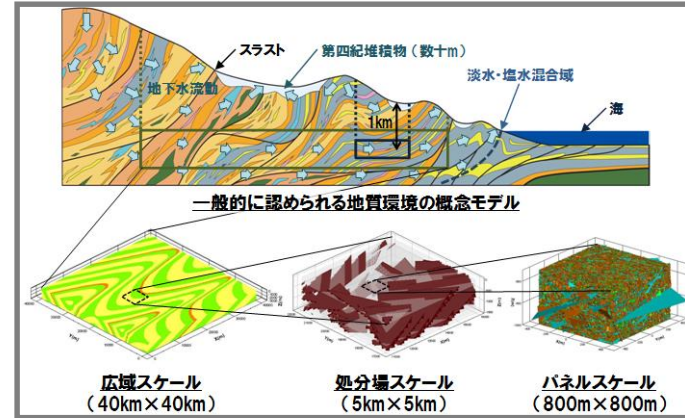 スラスト
第四紀堆積物（数十m）
地下水流動
淡水・塩水混合域
海
1km
一般的に認められる地質環境の概念モデル
広域スケール
（40km×40km）
処分場スケール
（5km×5km）
パネルスケール
（800m×800m）